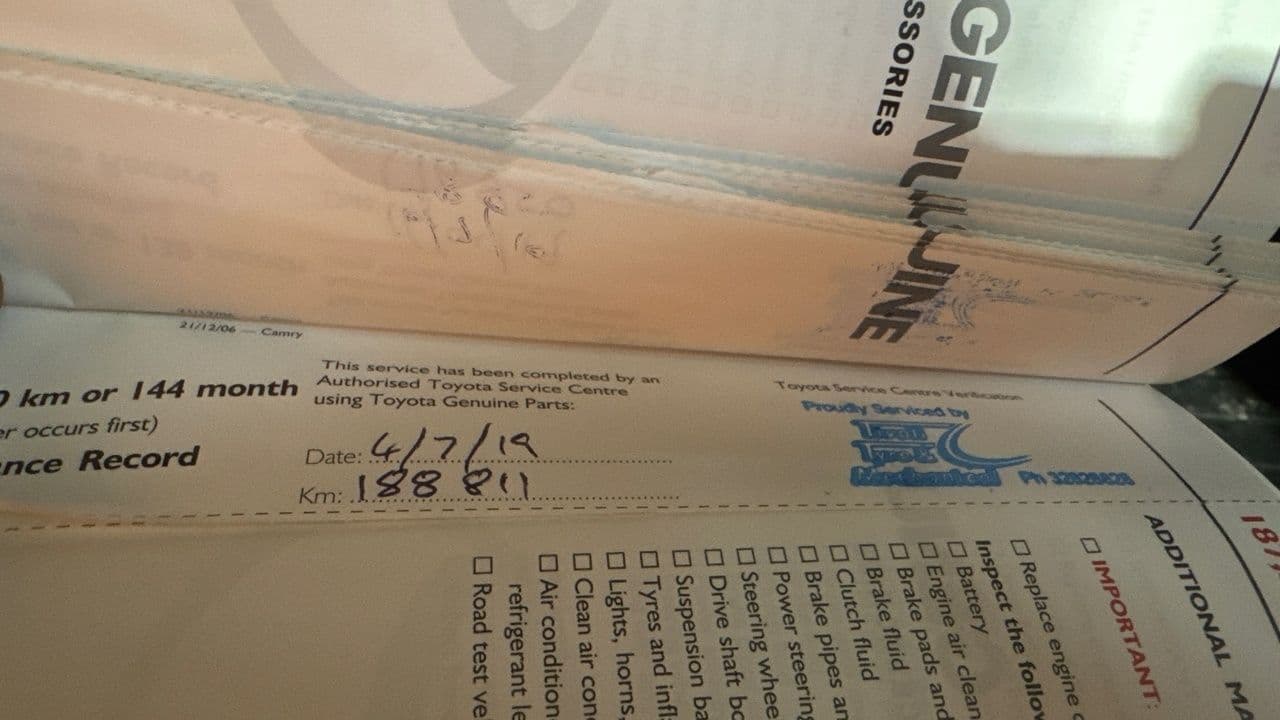 GENUINE
SSORIES
21/12/06 — Camry
km or 144 month
er occurs first)
nce Record
This service has been completed by an
Authorised Toyota Service Centre
using Toyota Genuine Parts:
Date: 4/7/19
Km: 188 811
Toyota Service Centre Verification
Proudly Serviced by
Ph
ADDITIONAL MA
☐ IMPORTANT:
☐ Replace engine
Inspect the follow
☐ Battery
☐ Engine air clean
☐ Brake pads and
☐ Brake fluid
☐ Clutch fluid
☐ Brake pipes an
☐ Power steering
☐ Steering whee
☐ Drive shaft bo
☐ Suspension ba
☐ Tyres and infl
☐ Lights, horns,
☐ Clean air con
☐ Air condition
refrigerant le
☐ Road test ve